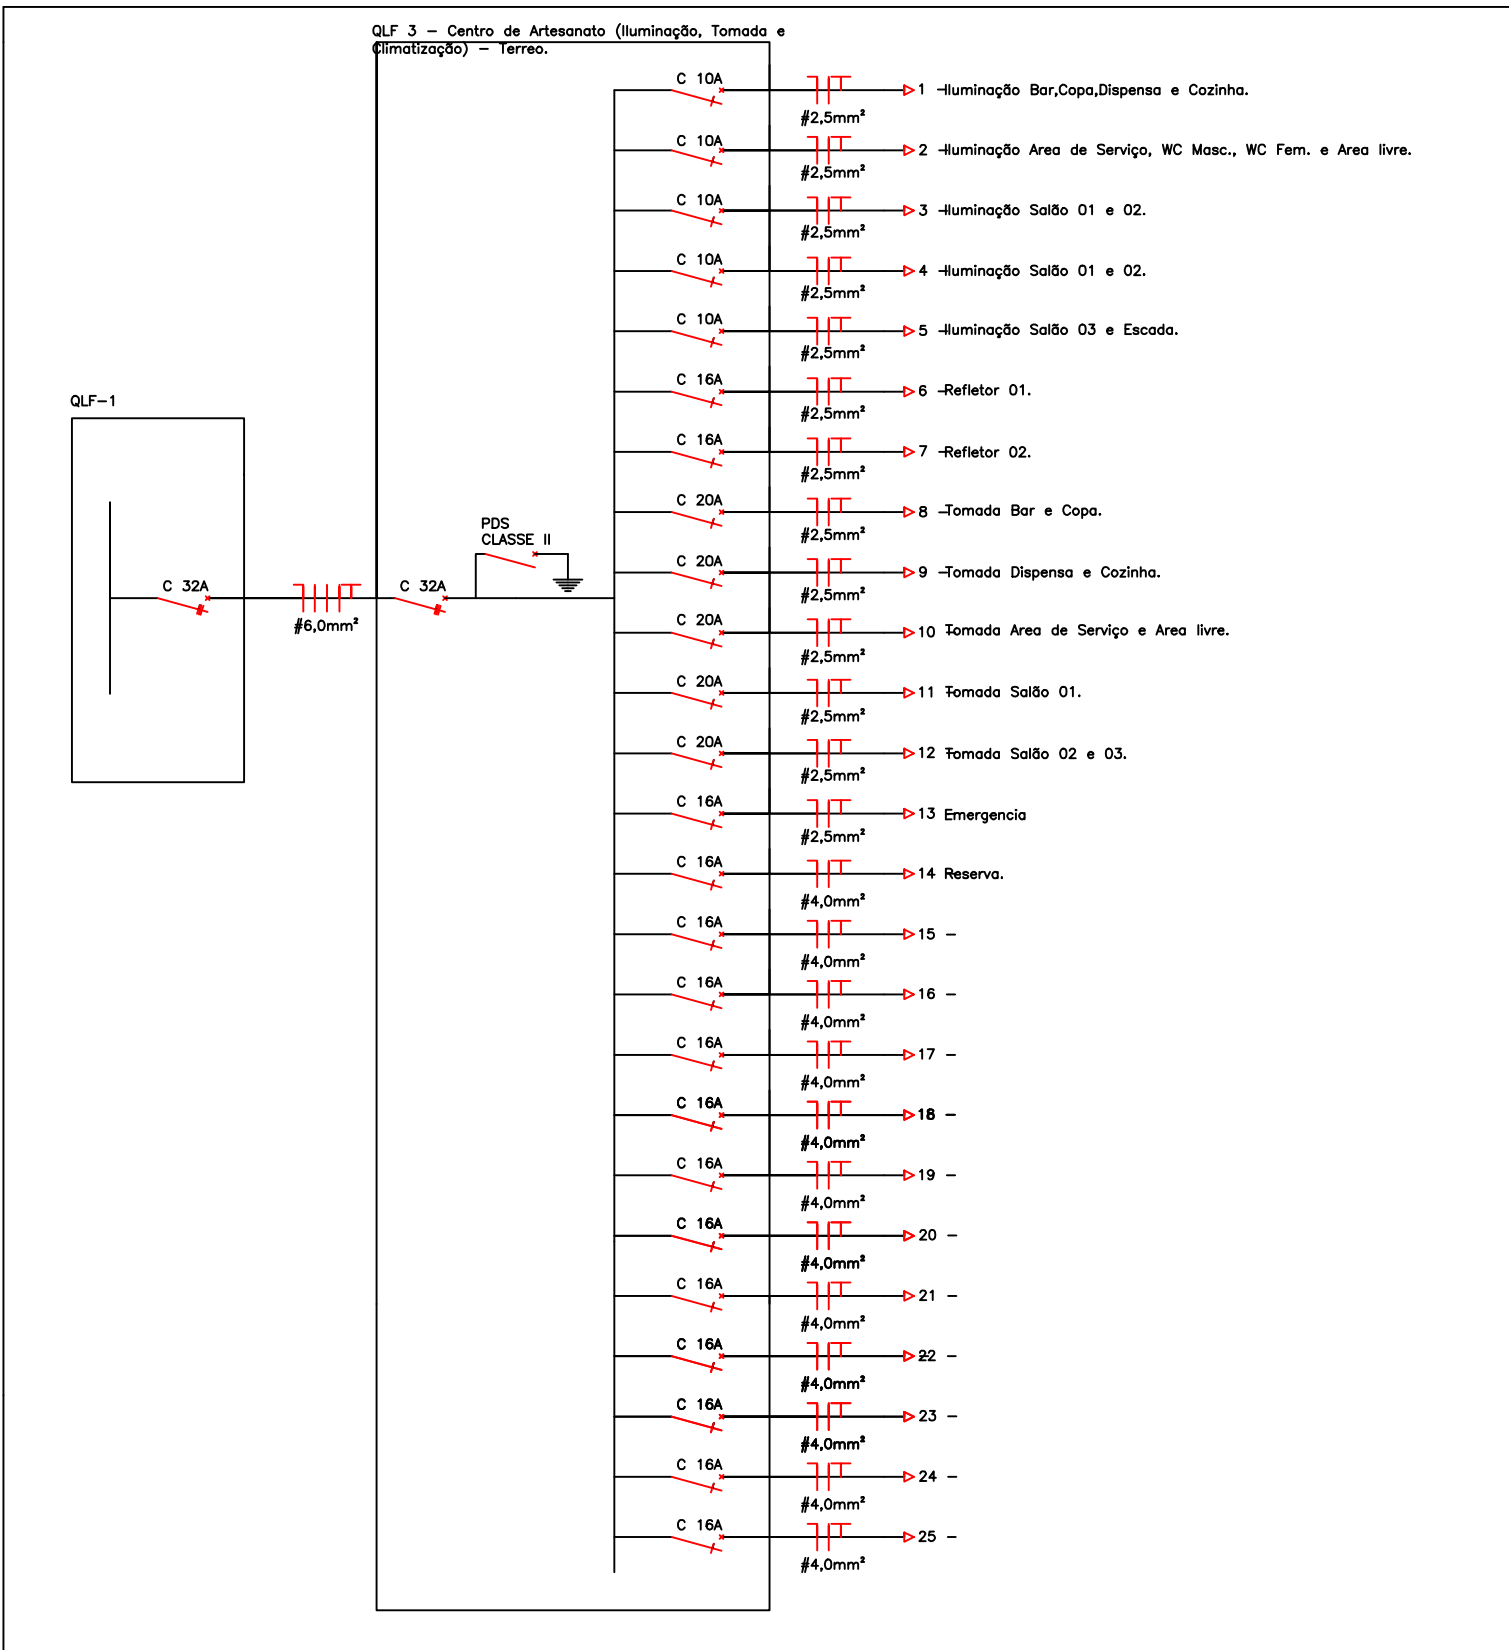 QLF 3 - Centro de Artesanato (Iluminação, Tomada e
Climatização) - Terreo.
C 10A
#2,5mm²
1 -Iluminação Bar,Copa,Dispensa e Cozinha.
C 10A
#2,5mm²
2 -Iluminação Area de Serviço, WC Masc., WC Fem. e Area livre.
C 10A
#2,5mm²
3 -Iluminação Salão 01 e 02.
C 10A
#2,5mm²
4 -Iluminação Salão 01 e 02.
C 10A
#2,5mm²
5 -Iluminação Salão 03 e Escada.
C 16A
#2,5mm²
6 -Refletor 01.
QLF-1
C 16A
#2,5mm²
7 -Refletor 02.
C 20A
#2,5mm²
8 -Tomada Bar e Copa.
PDS
CLASSE II
C 20A
#2,5mm²
9 -Tomada Dispensa e Cozinha.
C 32A
#6,0mm²
C 32A
C 20A
#2,5mm²
10 -Tomada Area de Serviço e Area livre.
C 20A
#2,5mm²
11 -Tomada Salão 01.
C 20A
#2,5mm²
12 -Tomada Salão 02 e 03.
C 16A
#2,5mm²
13 -Emergencia
C 16A
#4,0mm²
14 -Reserva.
C 16A
#4,0mm²
15 -
C 16A
#4,0mm²
16 -
C 16A
#4,0mm²
17 -
C 16A
#4,0mm²
18 -
C 16A
#4,0mm²
19 -
C 16A
#4,0mm²
20 -
C 16A
#4,0mm²
21 -
C 16A
#4,0mm²
22 -
C 16A
#4,0mm²
23 -
C 16A
#4,0mm²
24 -
C 16A
#4,0mm²
25 -